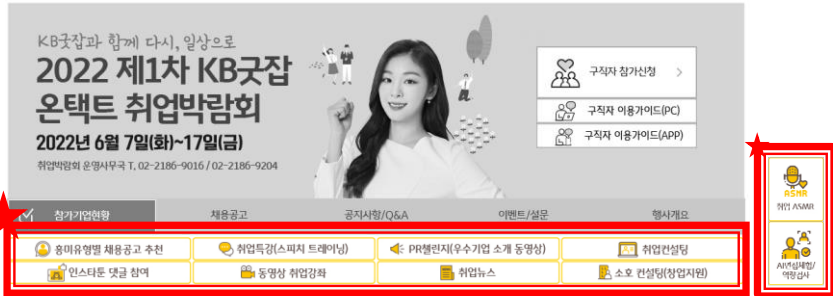 KB굿잡과 함께 다시, 일상으로
2022 제1차 KB굿잡
온택트 취업박람회
2022년 6월 7일(화)~17일(금)
취업박람회 운영사무국 T, 02-2186-9016 / 02-2186-9204
구직자 참가신청
구직자 이용가이드(PC)
구직자 이용가이드(APP)
참가기업현황 채용공고 공지사항/Q&A 이벤트/설문 행사개요
흥미유형별 채용공고 추천 취업특강(스피치 트레이닝) PR챌린지(우수기업 소개 동영상) 취업컨설팅
인스타툰 댓글 참여 동영상 취업강좌 취업뉴스 소호 컨설팅(창업지원)
ASMR
취업 ASMR
AI면접체험/
역량검사